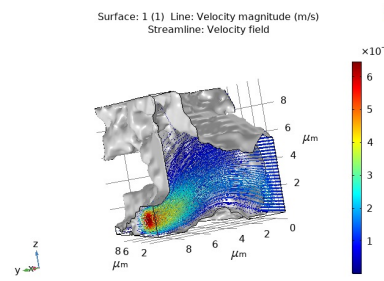 Surface: 1 (1) Line: Velocity magnitude (m/s)
Streamline: Velocity field
×10
6
5
4
3
2
1
8
6
4
2
0
μm
8 6
μm
8 6 4 2
μm
z
y x